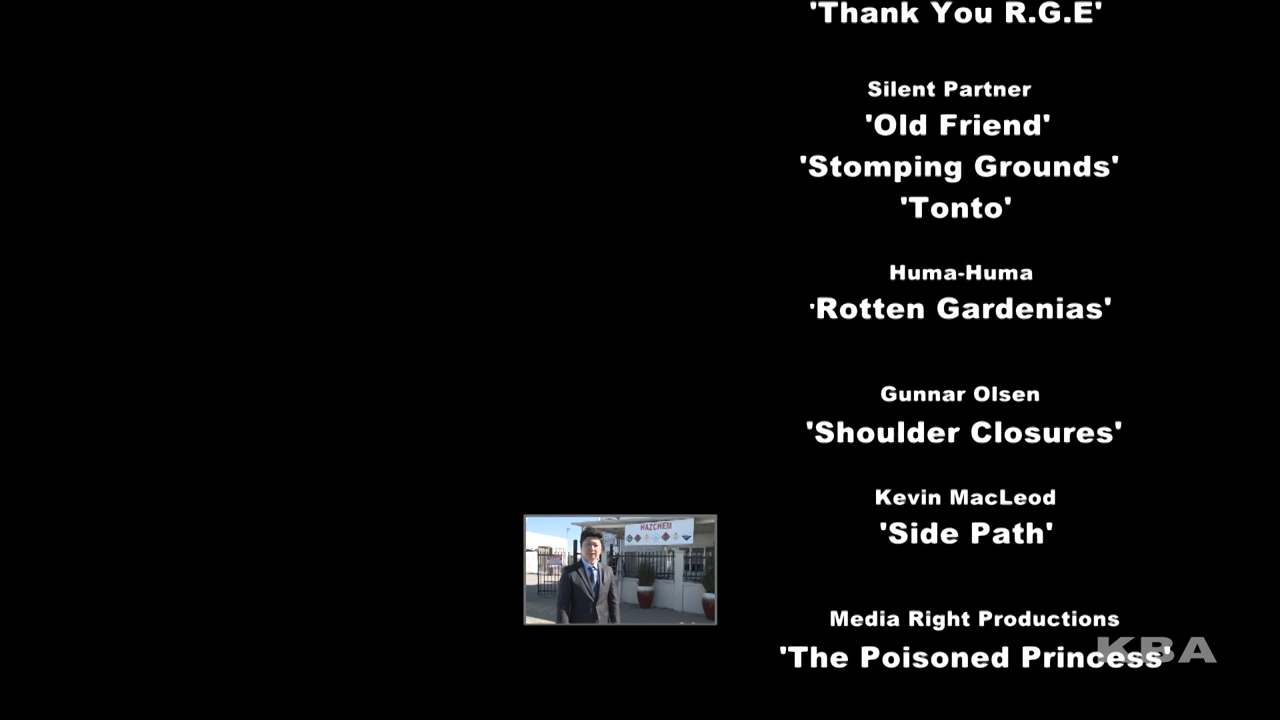 'Thank You R.G.E'
Silent Partner
'Old Friend'
'Stomping Grounds'
'Tonto'
Huma-Huma
'Rotten Gardenias'
Gunnar Olsen
'Shoulder Closures'
Kevin MacLeod
'Side Path'
HAZCHEM
Media Right Productions
'The Poisoned Princess'
KBA